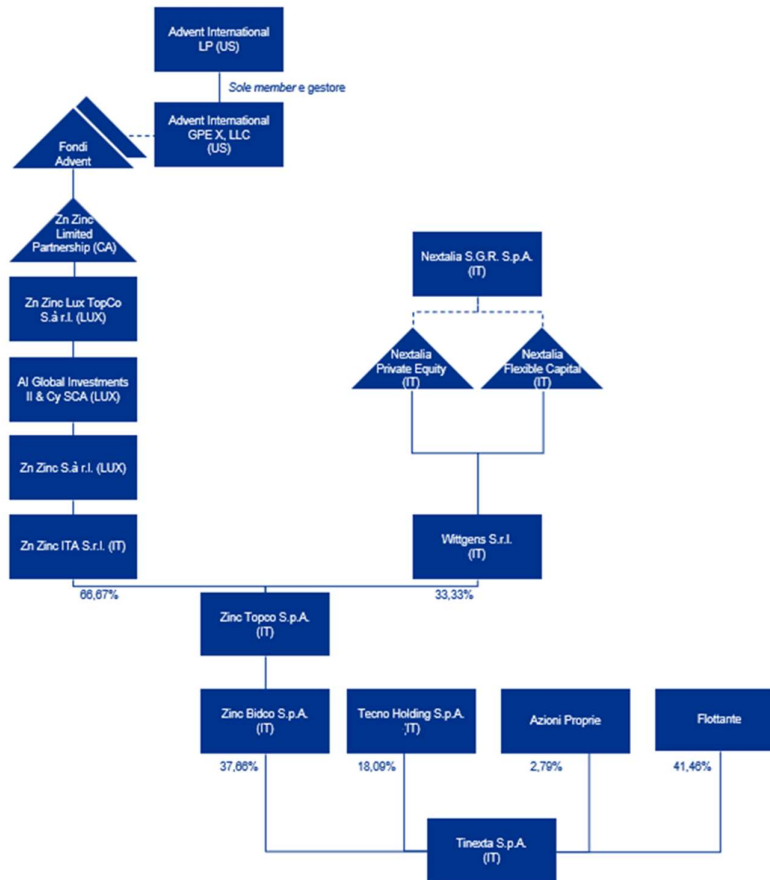 Advent International
LP (US)
Sole member e gestore
Advent International
GPE X, LLC
(US)
Fondi
Advent
Zn Zinc
Limited
Partnership (CA)
Zn Zinc Lux TopCo
S.à r.l. (LUX)
AI Global Investments
II & Cy SCA (LUX)
Zn Zinc S.à r.l. (LUX)
Zn Zinc ITA S.r.l. (IT)
Nextalia S.G.R. S.p.A.
(IT)
Nextalia
Private Equity
(IT)
Nextalia
Flexible Capital
(IT)
Wittgens S.r.l.
(IT)
66,67%
33,33%
Zinc Topco S.p.A.
(IT)
Zinc Bidco S.p.A.
(IT)
Tecno Holding S.p.A.
(IT)
Azioni Proprie
Flottante
37,66%
18,09%
2,79%
41,46%
Tinexta S.p.A.
(IT)